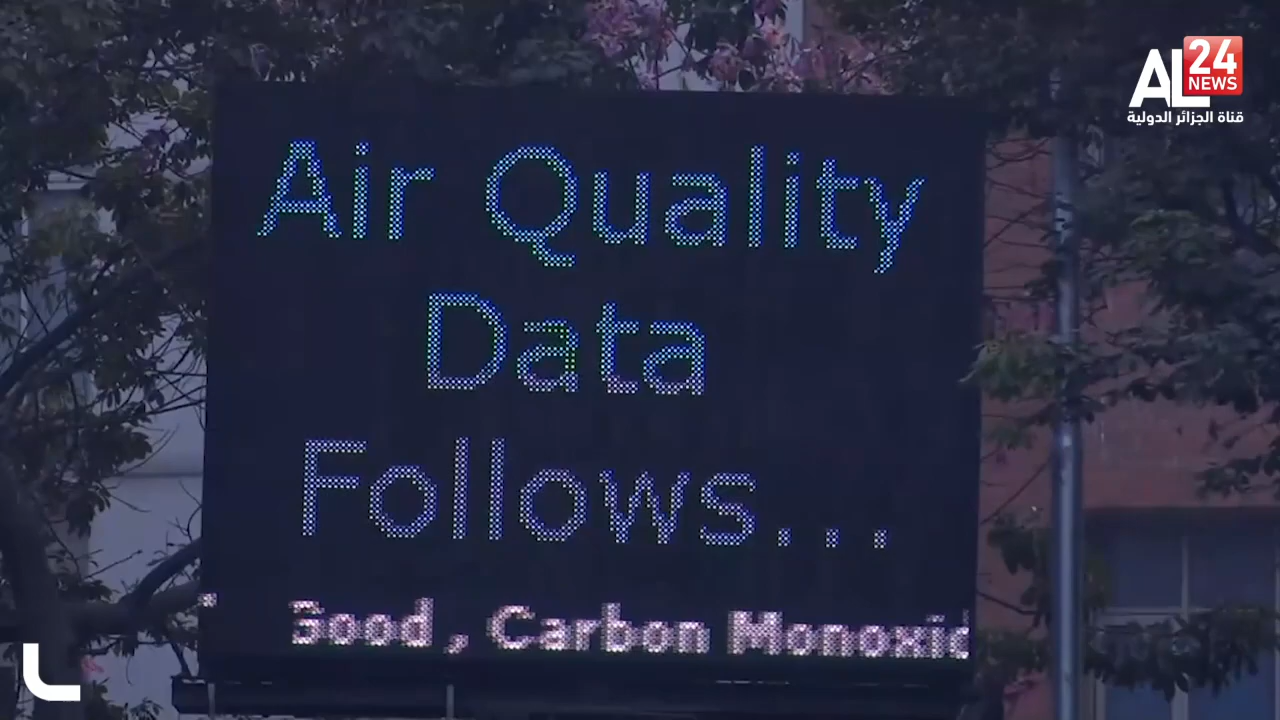 AL
24
NEWS
قناة الجزائر الدولية
Air Quality
Data
Follows...
Good, Carbon Monoxid